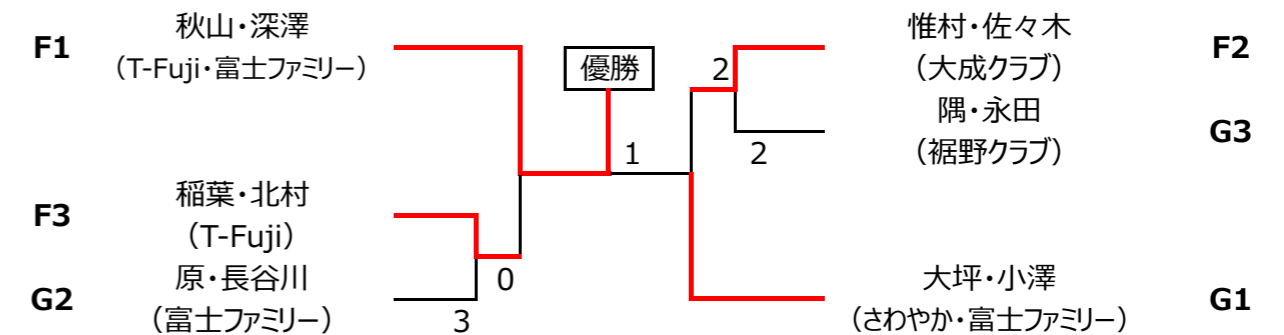 F1
秋山・深澤
（T-Fuji・富士ファミリー）
F3
稲葉・北村
（T-Fuji）
G2
原・長谷川
（富士ファミリー）
3
0
優勝
1
2
2
惟村・佐々木
（大成クラブ）
F2
隅・永田
（裾野クラブ）
G3
大坪・小澤
（さわやか・富士ファミリー）
G1